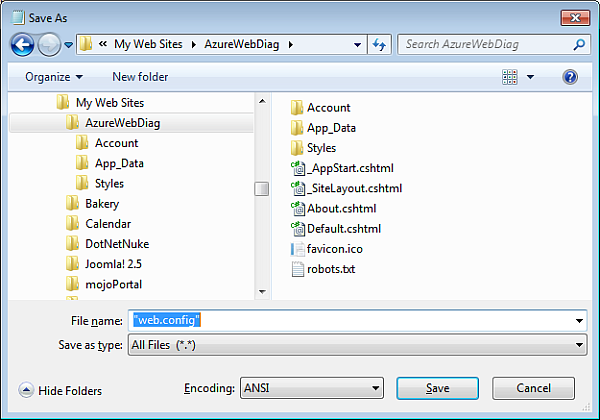 Save As
« My Web Sites AzureWebDiag
Search AzureWebDiag
Organize
New folder
My Web Sites
AzureWebDiag
Account
App_Data
Styles
Bakery
Calendar
DotNetNuke
Joomla! 2.5
mojoPortal
Account
App_Data
Styles
_AppStart.cshtml
_SiteLayout.cshtml
About.cshtml
Default.cshtml
favicon.ico
robots.txt
File name: "web.config"
Save as type: All Files (*.*)
Hide Folders
Encoding: ANSI
Save
Cancel